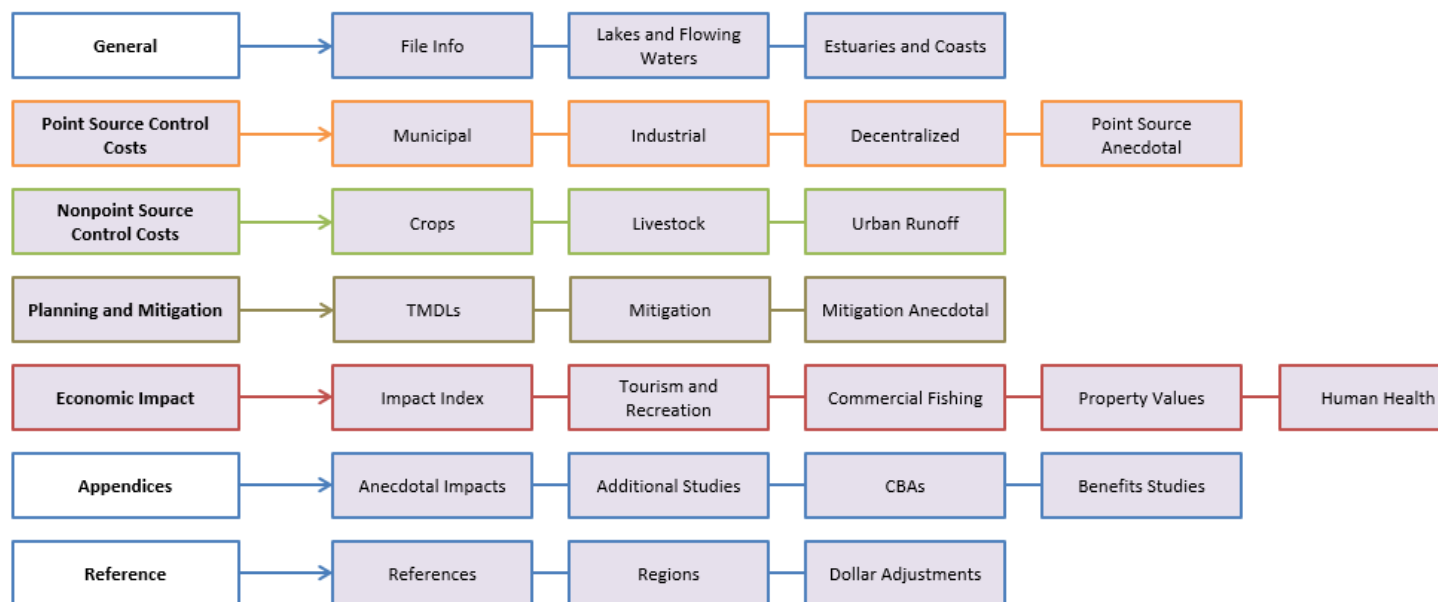 General
File Info
Lakes and Flowing
Waters
Estuaries and Coasts
Point Source Control
Costs
Municipal
Industrial
Decentralized
Point Source
Anecdotal
Nonpoint Source
Control Costs
Crops
Livestock
Urban Runoff
Planning and Mitigation
TMDLs
Mitigation
Mitigation Anecdotal
Economic Impact
Impact Index
Tourism and
Recreation
Commercial Fishing
Property Values
Human Health
Appendices
Anecdotal Impacts
Additional Studies
CBAs
Benefits Studies
Reference
References
Regions
Dollar Adjustments